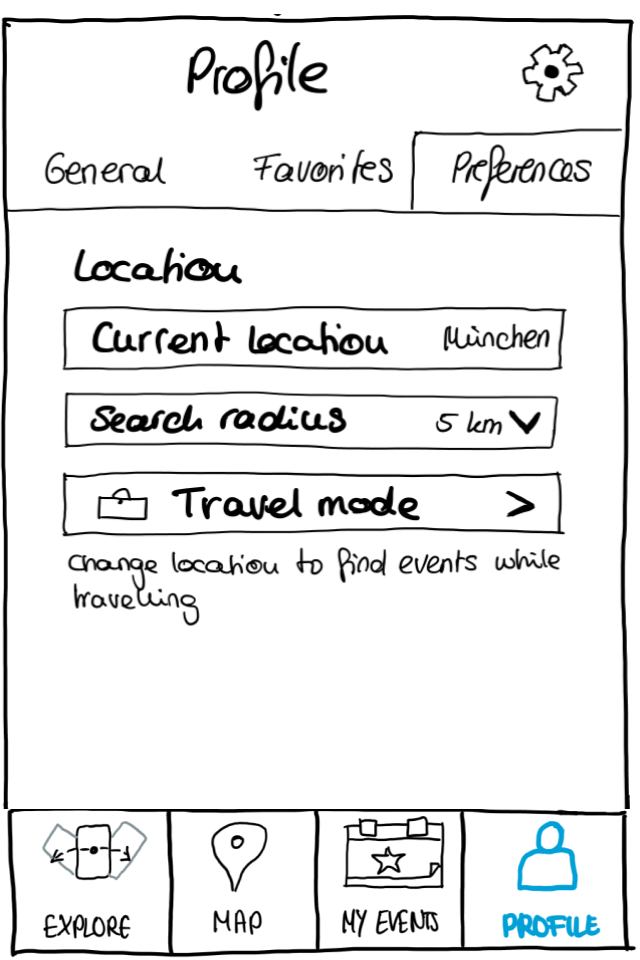 Profile
General Favorites Preferences
Location
Current location München
Search radius 5 km
Travel mode >
Change location to find events while
travelling
EXPLORE MAP MY EVENTS PROFILE